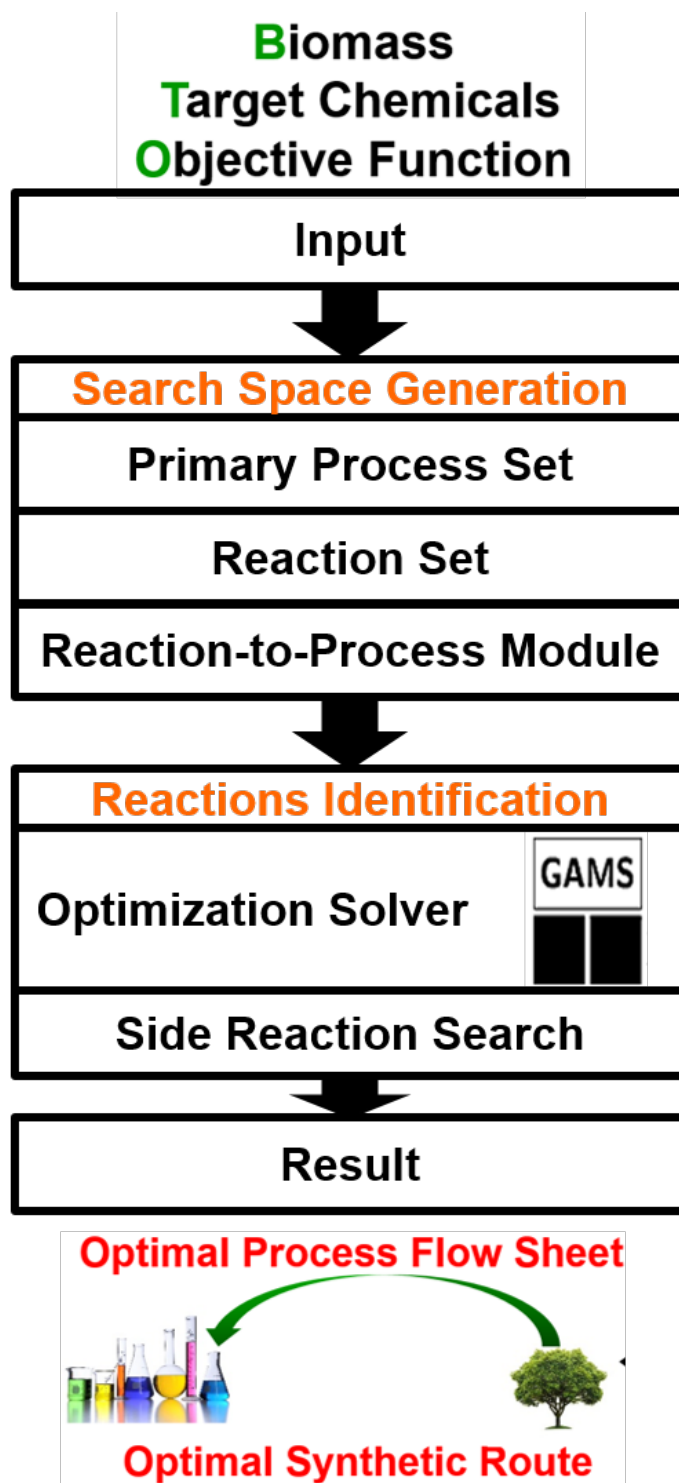 Biomass
Target Chemicals
Objective Function
Input
Search Space Generation
Primary Process Set
Reaction Set
Reaction-to-Process Module
Reactions Identification
Optimization Solver
GAMS
Side Reaction Search
Result
Optimal Process Flow Sheet
Optimal Synthetic Route